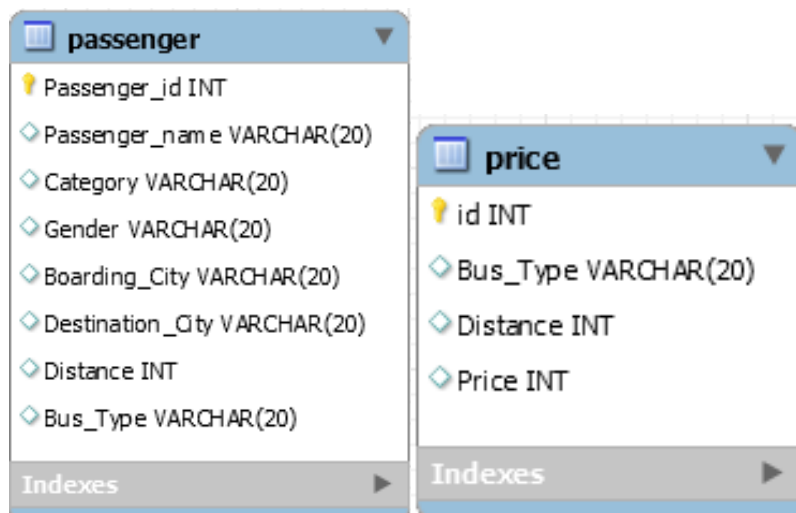 passenger
Passenger_id INT
Passenger_name VARCHAR(20)
Category VARCHAR(20)
Gender VARCHAR(20)
Boarding_City VARCHAR(20)
Destination_City VARCHAR(20)
Distance INT
Bus_Type VARCHAR(20)
Indexes
price
id INT
Bus_Type VARCHAR(20)
Distance INT
Price INT
Indexes